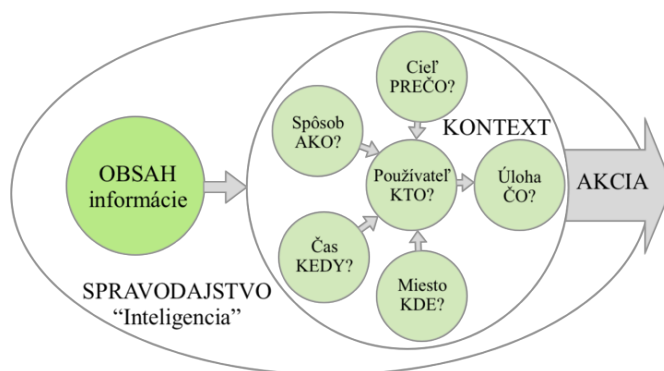 Cieľ
PREČO?
Spôsob
AKO?
KONTEXT
OBSAH
informácie
Používateľ
KTO?
Úloha
ČO?
AKCIA
Čas
KEDY?
Miesto
KDE?
SPRAVODAJSTVO
“Inteligencia”